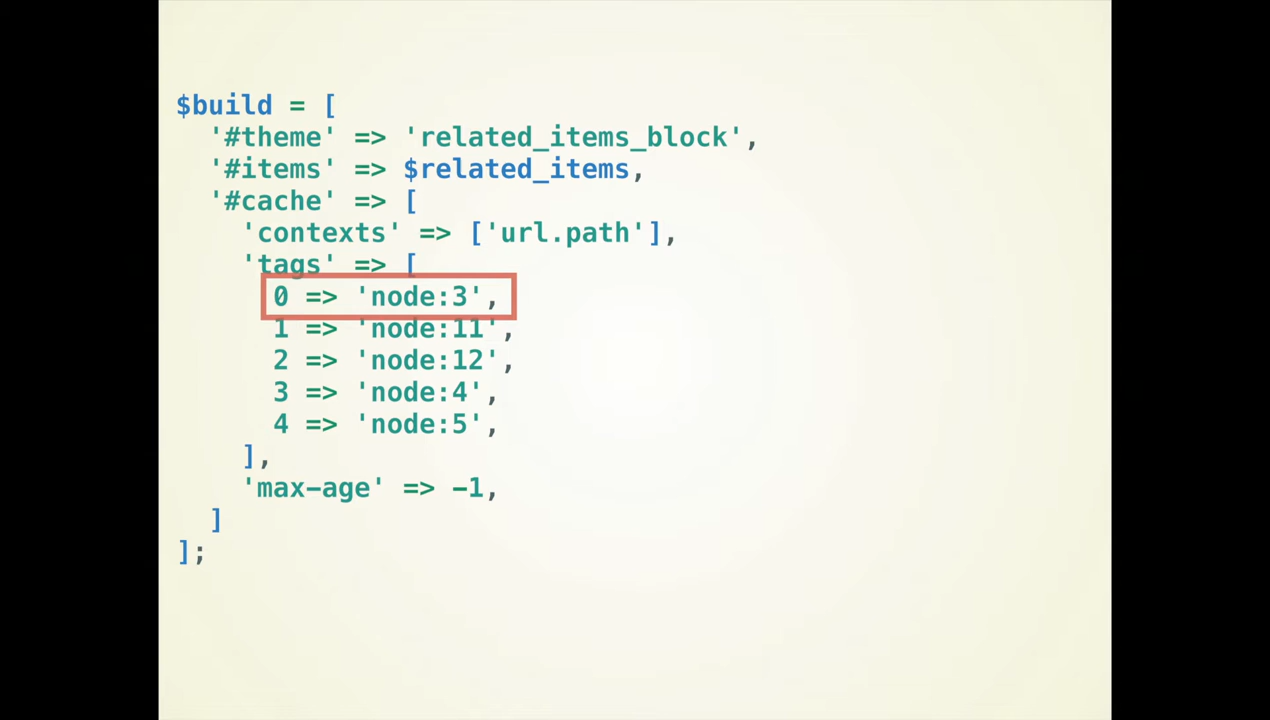 $build = [
  '#theme' => 'related_items_block',
  '#items' => $related_items,
  '#cache' => [
    'contexts' => ['url.path'],
    'tags' => [
      0 => 'node:3',
      1 => 'node:11',
      2 => 'node:12',
      3 => 'node:4',
      4 => 'node:5',
    ],
    'max-age' => -1,
  ]
];